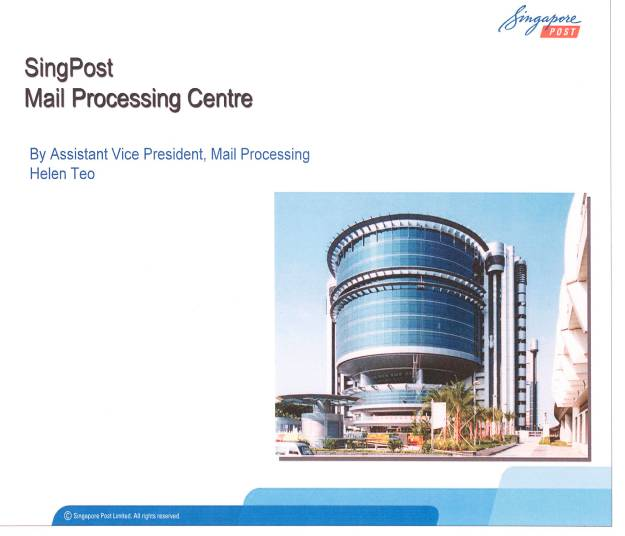 Singapore
POST
SingPost
Mail Processing Centre
By Assistant Vice President, Mail Processing
Helen Teo
© Singapore Post Limited. All rights reserved.